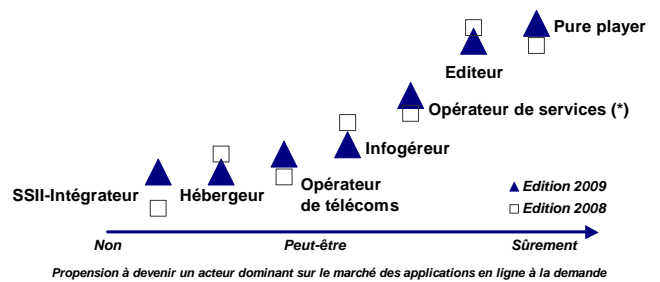 Pure player
Editeur
Opérateur de services (*)
Infogéreur
SSII-Intégrateur
Hébergeur
Opérateur
de télécoms
Edition 2009
Edition 2008
Non
Peut-être
Sûrement
Propension à devenir un acteur dominant sur le marché des applications en ligne à la demande